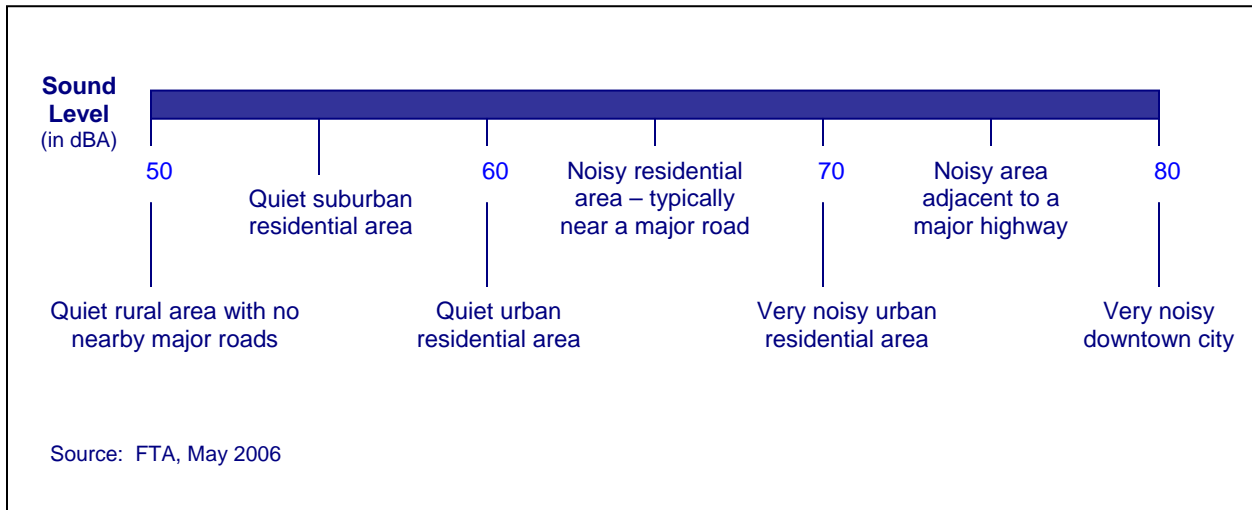 Sound
Level
(in dBA)
50
Quiet suburban
residential area
60
Noisy residential
area – typically
near a major road
70
Noisy area
adjacent to a
major highway
80
Quiet rural area with no
nearby major roads
Quiet urban
residential area
Very noisy urban
residential area
Very noisy
downtown city
Source: FTA, May 2006